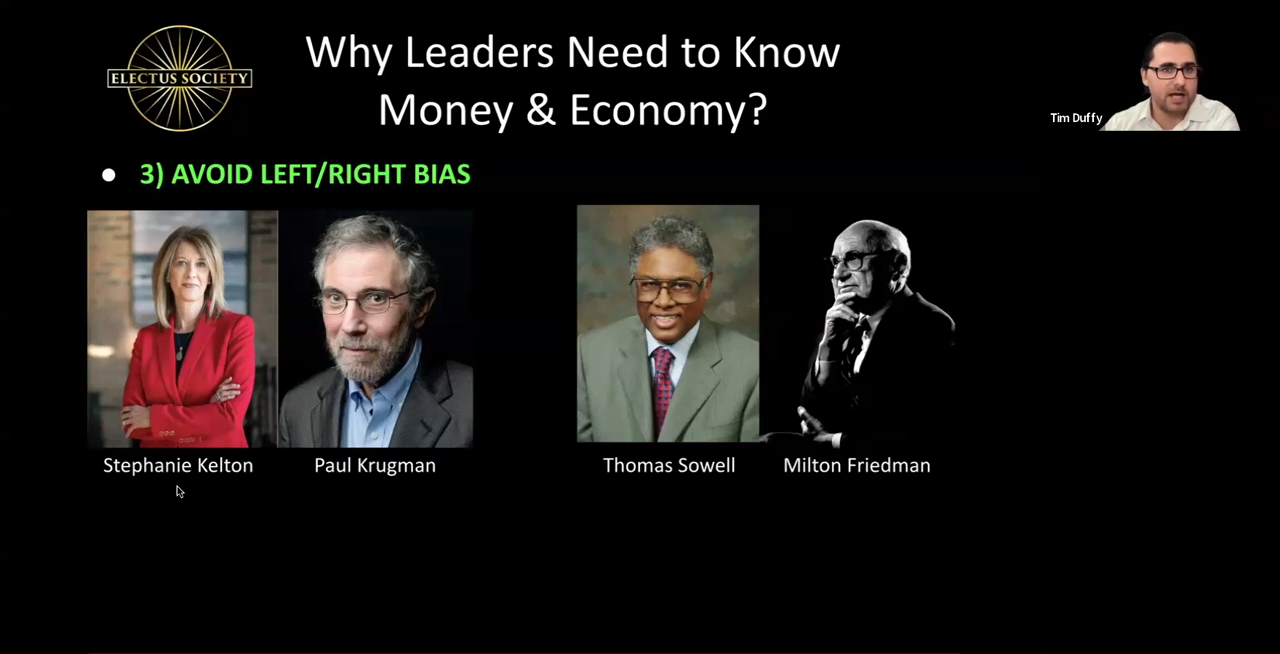 ELECTUS SOCIETY
Why Leaders Need to Know
Money & Economy?
Tim Duffy
● 3) AVOID LEFT/RIGHT BIAS
Stephanie Kelton
Paul Krugman
Thomas Sowell
Milton Friedman